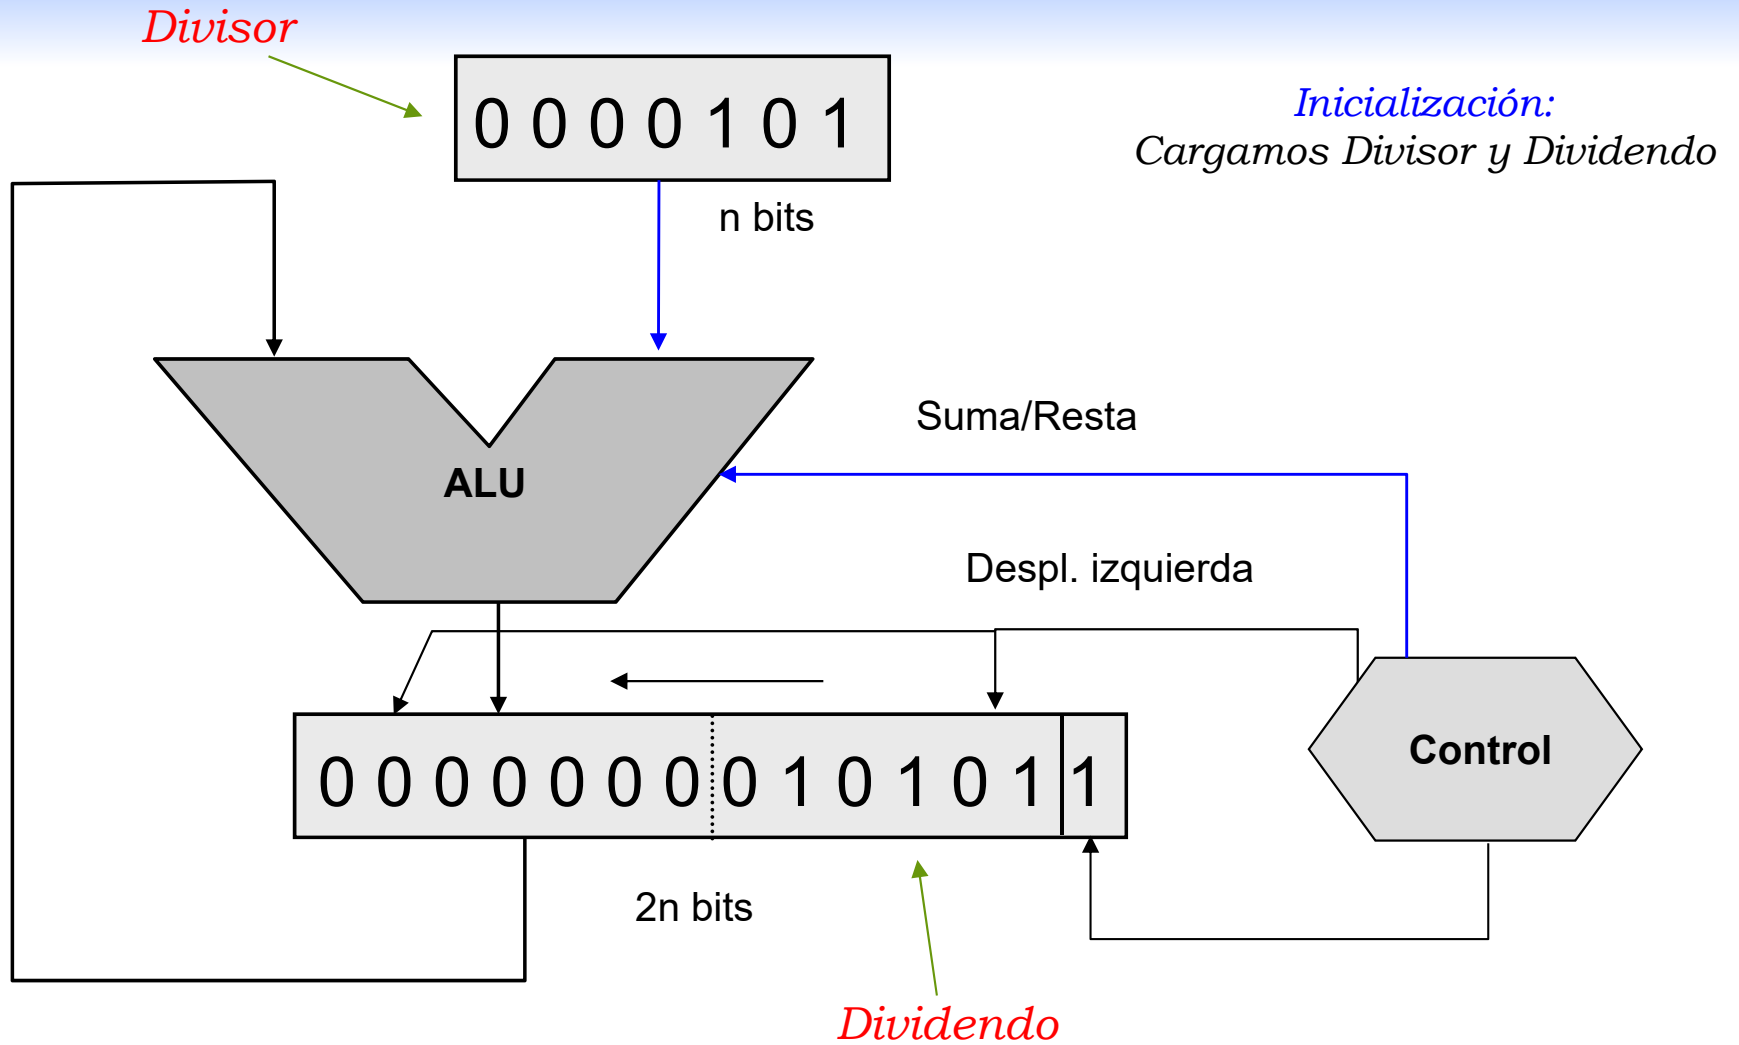 Divisor
0 0 0 0 1 0 1
Inicialización:
Cargamos Divisor y Dividendo
n bits
Suma/Resta
ALU
Despl. izquierda
0 0 0 0 0 0 0 0 1 0 1 0 1 1
Control
2n bits
Dividendo